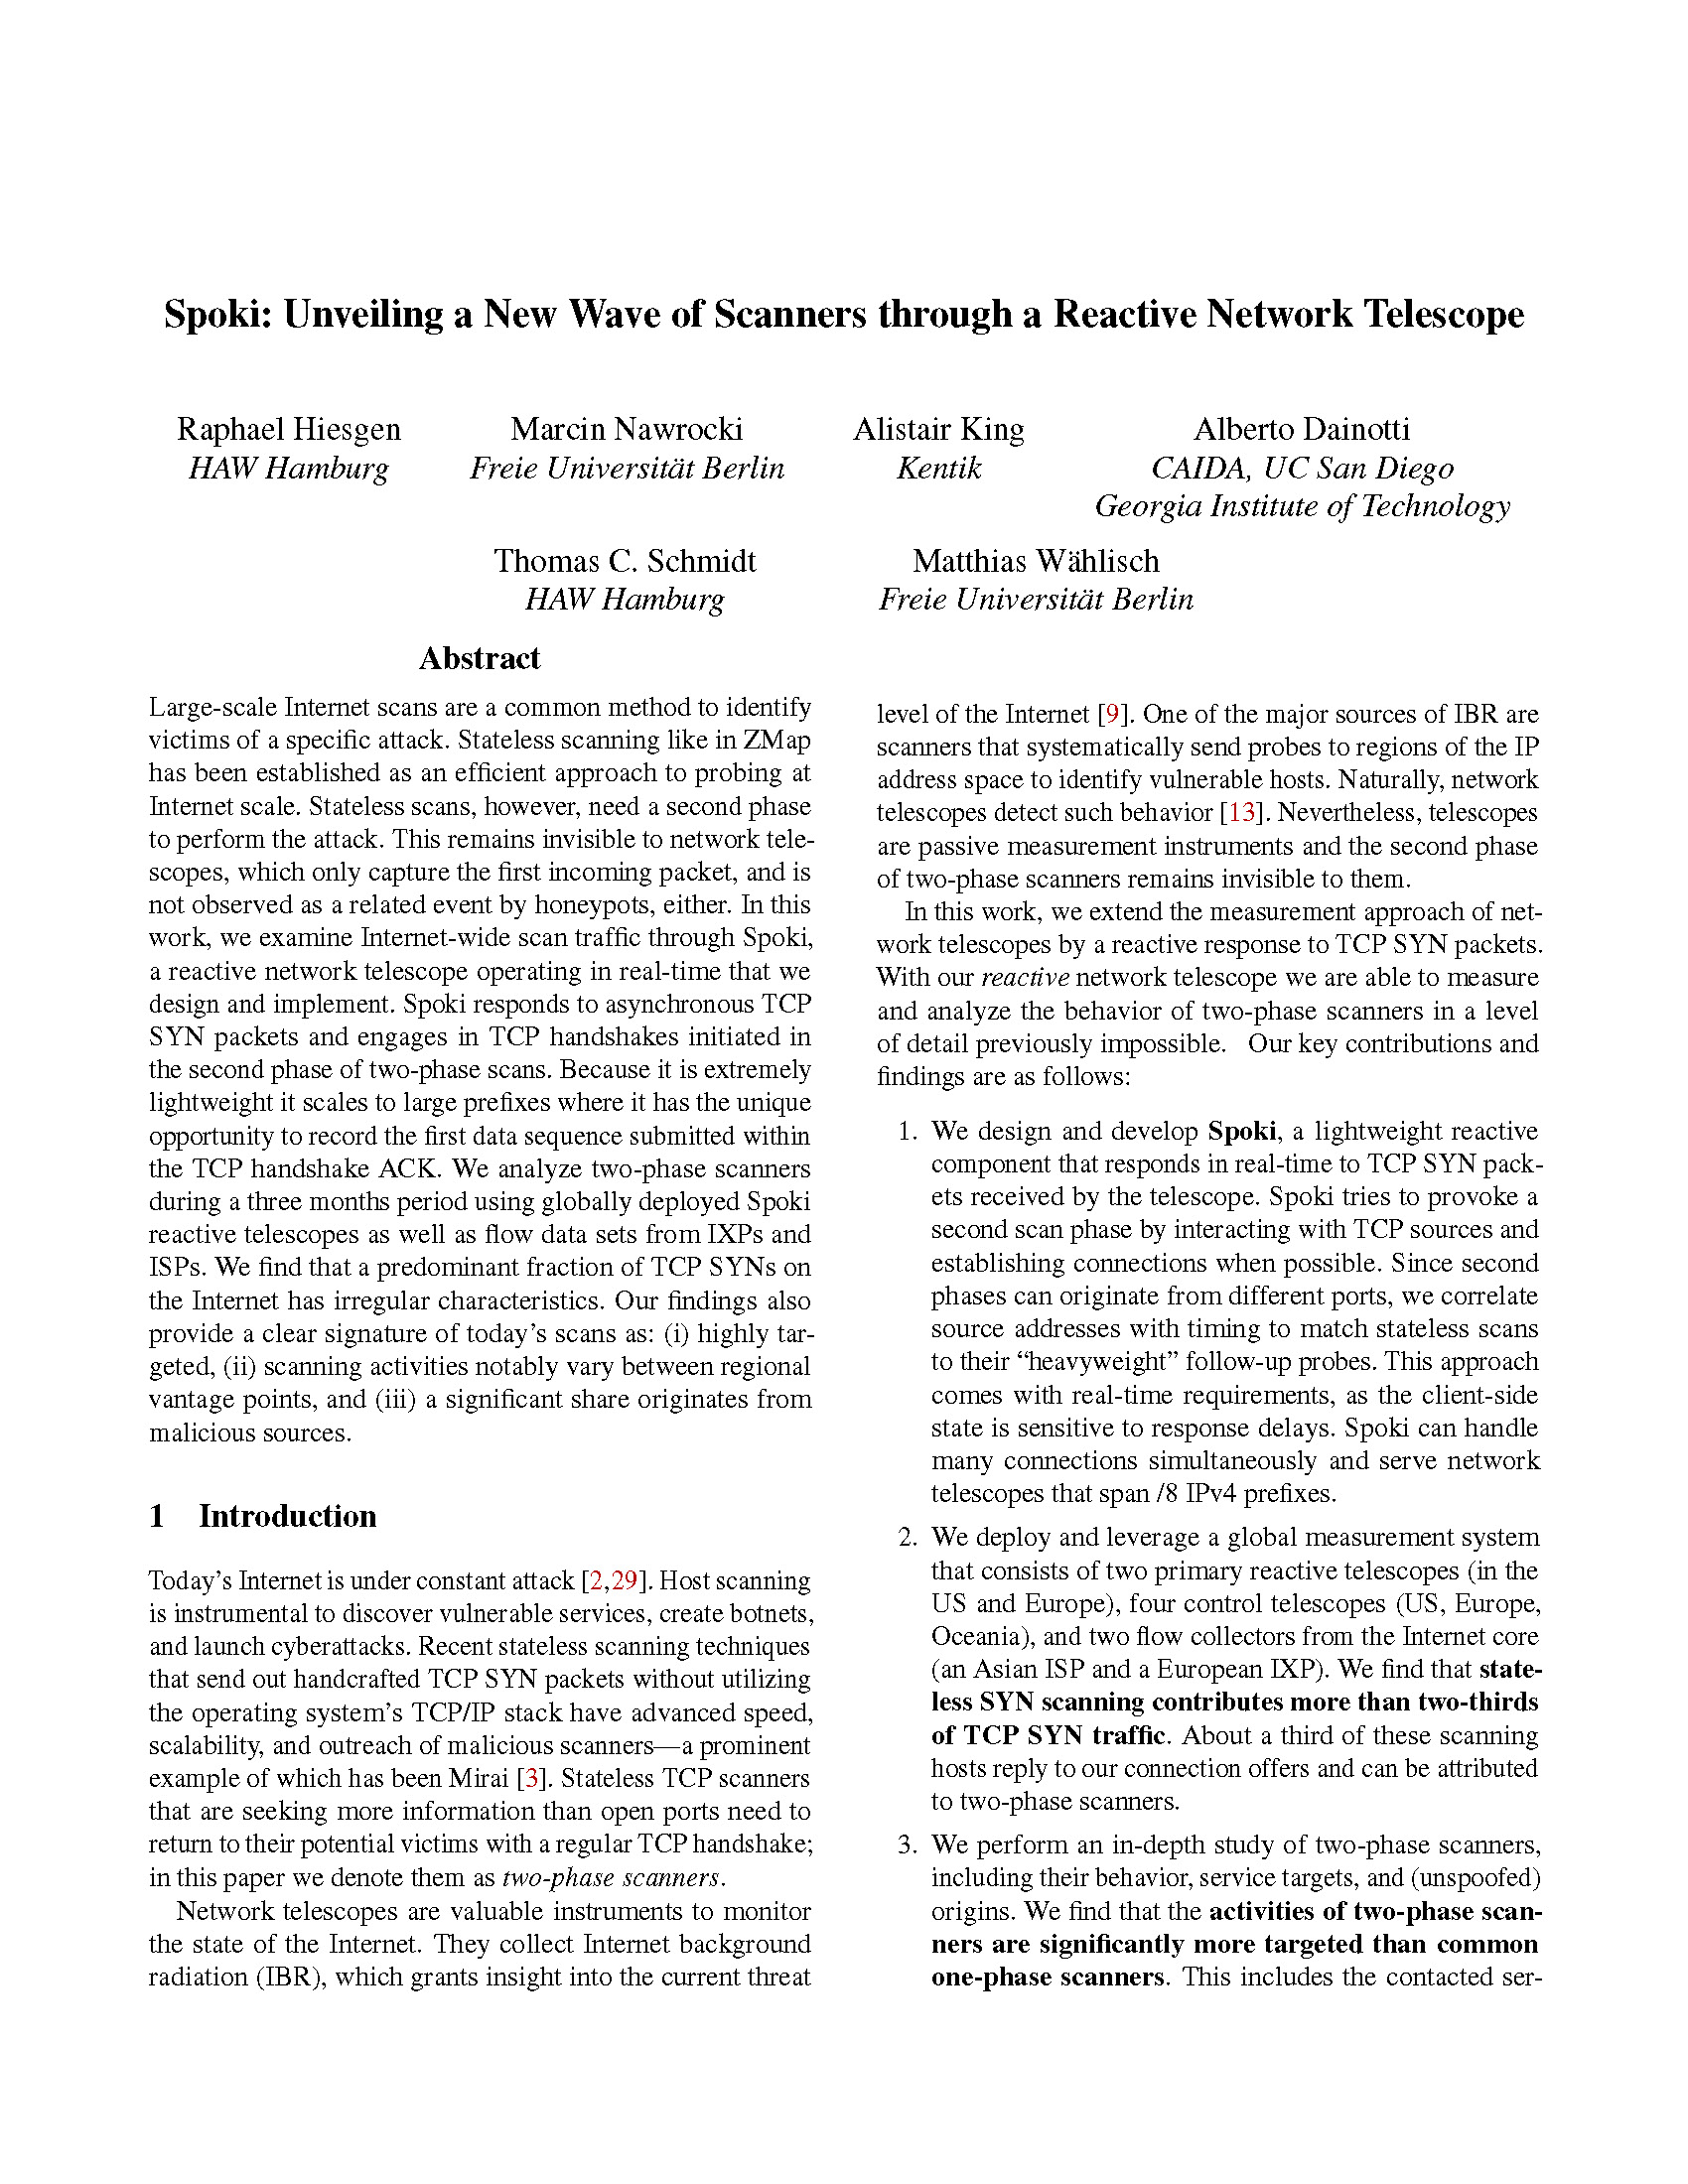 Spoki: Unveiling a New Wave of Scanners through a Reactive Network Telescope
Raphael Hiesgen
HAW Hamburg
Marcin Nawrocki
Freie Universität Berlin
Alistair King
Kentik
Alberto Dainotti
CAIDA, UC San Diego
Georgia Institute of Technology
Thomas C. Schmidt
HAW Hamburg
Matthias Wählisch
Freie Universität Berlin
Abstract
Large-scale Internet scans are a common method to identify
victims of a specific attack. Stateless scanning like in ZMap
has been established as an efficient approach to probing at
Internet scale. Stateless scans, however, need a second phase
to perform the attack. This remains invisible to network tele-
scopes, which only capture the first incoming packet, and is
not observed as a related event by honeypots, either. In this
work, we examine Internet-wide scan traffic through Spoki,
a reactive network telescope operating in real-time that we
design and implement. Spoki responds to asynchronous TCP
SYN packets and engages in TCP handshakes initiated in
the second phase of two-phase scans. Because it is extremely
lightweight it scales to large prefixes where it has the unique
opportunity to record the first data sequence submitted within
the TCP handshake ACK. We analyze two-phase scanners
during a three months period using globally deployed Spoki
reactive telescopes as well as flow data sets from IXPs and
ISPs. We find that a predominant fraction of TCP SYNs on
the Internet has irregular characteristics. Our findings also
provide a clear signature of today's scans as: (i) highly tar-
geted, (ii) scanning activities notably vary between regional
vantage points, and (iii) a significant share originates from
malicious sources.
1 Introduction
Today's Internet is under constant attack [2,29]. Host scanning
is instrumental to discover vulnerable services, create botnets,
and launch cyberattacks. Recent stateless scanning techniques
that send out handcrafted TCP SYN packets without utilizing
the operating system's TCP/IP stack have advanced speed,
scalability, and outreach of malicious scanners—a prominent
example of which has been Mirai [3]. Stateless TCP scanners
that are seeking more information than open ports need to
return to their potential victims with a regular TCP handshake;
in this paper we denote them as two-phase scanners.
Network telescopes are valuable instruments to monitor
the state of the Internet. They collect Internet background
radiation (IBR), which grants insight into the current threat
level of the Internet [9]. One of the major sources of IBR are
scanners that systematically send probes to regions of the IP
address space to identify vulnerable hosts. Naturally, network
telescopes detect such behavior [13]. Nevertheless, telescopes
are passive measurement instruments and the second phase
of two-phase scanners remains invisible to them.
In this work, we extend the measurement approach of net-
work telescopes by a reactive response to TCP SYN packets.
With our reactive network telescope we are able to measure
and analyze the behavior of two-phase scanners in a level
of detail previously impossible. Our key contributions and
findings are as follows:
1. We design and develop Spoki, a lightweight reactive
component that responds in real-time to TCP SYN pack-
ets received by the telescope. Spoki tries to provoke a
second scan phase by interacting with TCP sources and
establishing connections when possible. Since second
phases can originate from different ports, we correlate
source addresses with timing to match stateless scans
to their “heavyweight” follow-up probes. This approach
comes with real-time requirements, as the client-side
state is sensitive to response delays. Spoki can handle
many connections simultaneously and serve network
telescopes that span /8 IPv4 prefixes.
2. We deploy and leverage a global measurement system
that consists of two primary reactive telescopes (in the
US and Europe), four control telescopes (US, Europe,
Oceania), and two flow collectors from the Internet core
(an Asian ISP and a European IXP). We find that state-
less SYN scanning contributes more than two-thirds
of TCP SYN traffic. About a third of these scanning
hosts reply to our connection offers and can be attributed
to two-phase scanners.
3. We perform an in-depth study of two-phase scanners,
including their behavior, service targets, and (unspoofed)
origins. We find that the activities of two-phase scan-
ners are significantly more targeted than common
one-phase scanners. This includes the contacted ser-